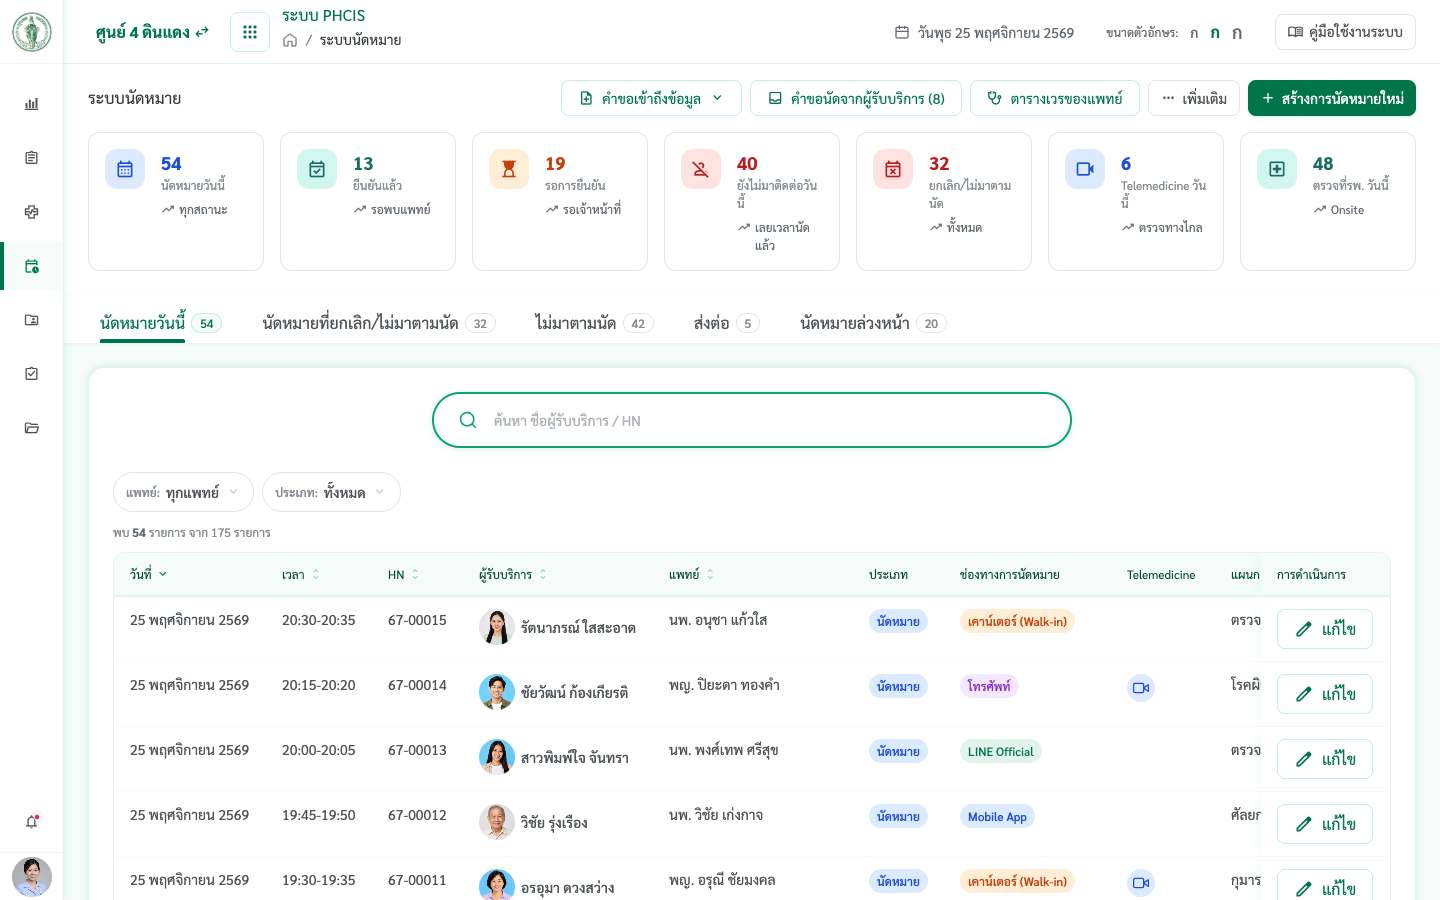 ศูนย์ 4 ดินแดง
ระบบ PHCIS
/ ระบบนัดหมาย
วันพุธ 25 พฤศจิกายน 2569
ขนาดตัวอักษร: ก ก ก
คู่มือใช้งานระบบ
ระบบนัดหมาย
คำขอเข้าถึงข้อมูล
คำขอนัดจากผู้รับบริการ (8)
ตารางเวรของแพทย์
เพิ่มเติม
สร้างการนัดหมายใหม่
54
นัดหมายวันนี้
ทุกสถานะ
13
ยืนยันแล้ว
รอพบแพทย์
19
รอการยืนยัน
รอเจ้าหน้าที่
40
ยังไม่มาติดต่อวัน
นี้
เลยเวลานัด
แล้ว
32
ยกเลิก/ไม่มาตาม
นัด
ทั้งหมด
6
Telemedicine วัน
นี้
ตรวจทางไกล
48
ตรวจที่รพ. วันนี้
Onsite
นัดหมายวันนี้ 54
นัดหมายที่ยกเลิก/ไม่มาตามนัด 32
ไม่มาตามนัด 42
ส่งต่อ 5
นัดหมายล่วงหน้า 20
ค้นหา ชื่อผู้รับบริการ / HN
แพทย์: ทุกแพทย์
ประเภท: ทั้งหมด
พบ 54 รายการ จาก 175 รายการ
วันที่ เวลา HN ผู้รับบริการ แพทย์ ประเภท ช่องทางการนัดหมาย Telemedicine แผนก การดำเนินการ
25 พฤศจิกายน 2569 20:30-20:35 67-00015 รัตนาภรณ์ ใสสะอาด นพ. อนุชา แก้วใส นัดหมาย เคาน์เตอร์ (Walk-in) ตรวจ แก้ไข
25 พฤศจิกายน 2569 20:15-20:20 67-00014 ชัยวัฒน์ ก้องเกียรติ พญ. ปิยะดา ทองคำ นัดหมาย โทรศัพท์ โรคผิ แก้ไข
25 พฤศจิกายน 2569 20:00-20:05 67-00013 สาวพิมพ์ใจ จันทรา นพ. พงศ์เทพ ศรีสุข นัดหมาย LINE Official ตรวจ แก้ไข
25 พฤศจิกายน 2569 19:45-19:50 67-00012 วิชัย รุ่งเรือง นพ. วิชัย เก่งกาจ นัดหมาย Mobile App ศัลยก แก้ไข
25 พฤศจิกายน 2569 19:30-19:35 67-00011 อรอุมา ดวงสว่าง พญ. อรุณี ชัยมงคล นัดหมาย เคาน์เตอร์ (Walk-in) กุมาร แก้ไข